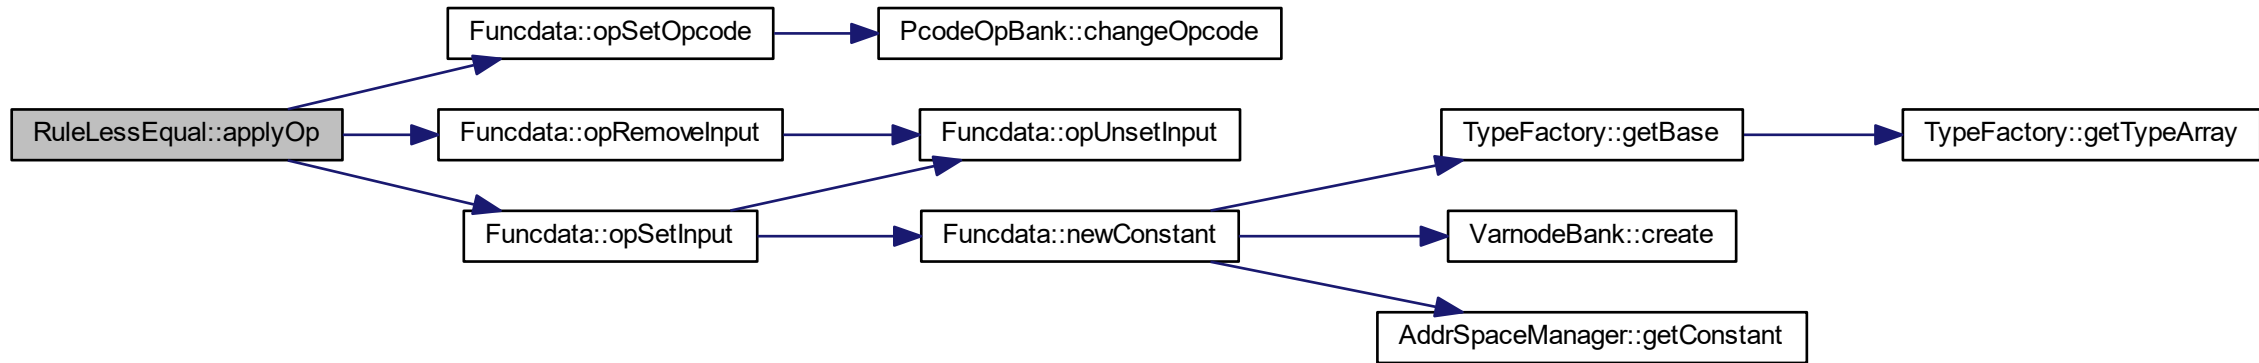 Funcdata::opSetOpcode
PcodeOpBank::changeOpcode
RuleLessEqual::applyOp
Funcdata::opRemoveInput
Funcdata::opUnsetInput
TypeFactory::getBase
TypeFactory::getTypeArray
Funcdata::opSetInput
Funcdata::newConstant
VarnodeBank::create
AddrSpaceManager::getConstant